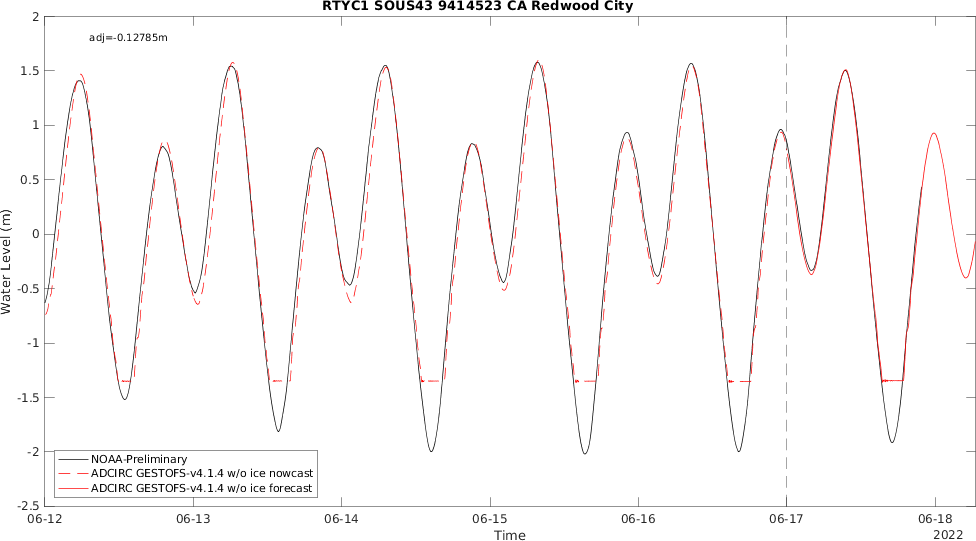 RTYC1 SOUS43 9414523 CA Redwood City
adj=-0.12785m
2
1.5
1
0.5
0
-0.5
-1
-1.5
-2
-2.5
Water Level (m)
NOAA-Preliminary
ADCIRC GESTOFS-v4.1.4 w/o ice nowcast
ADCIRC GESTOFS-v4.1.4 w/o ice forecast
06-12 06-13 06-14 06-15 06-16 06-17 06-18
Time
2022